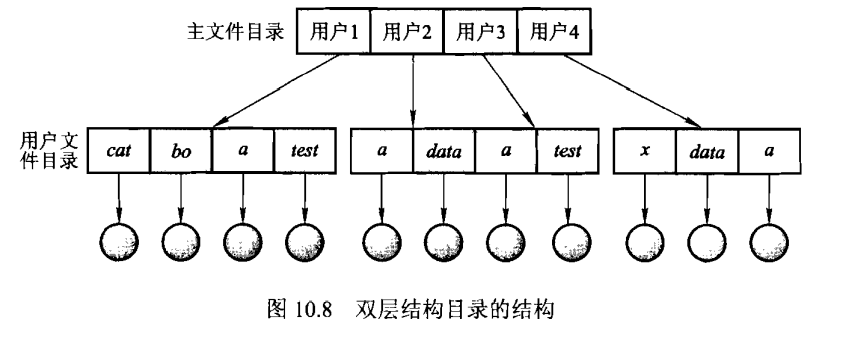 主文件目录 用户1 用户2 用户3 用户4
用户文
件目录
cat bo a test a data a test x data a
图 10.8 双层结构目录的结构